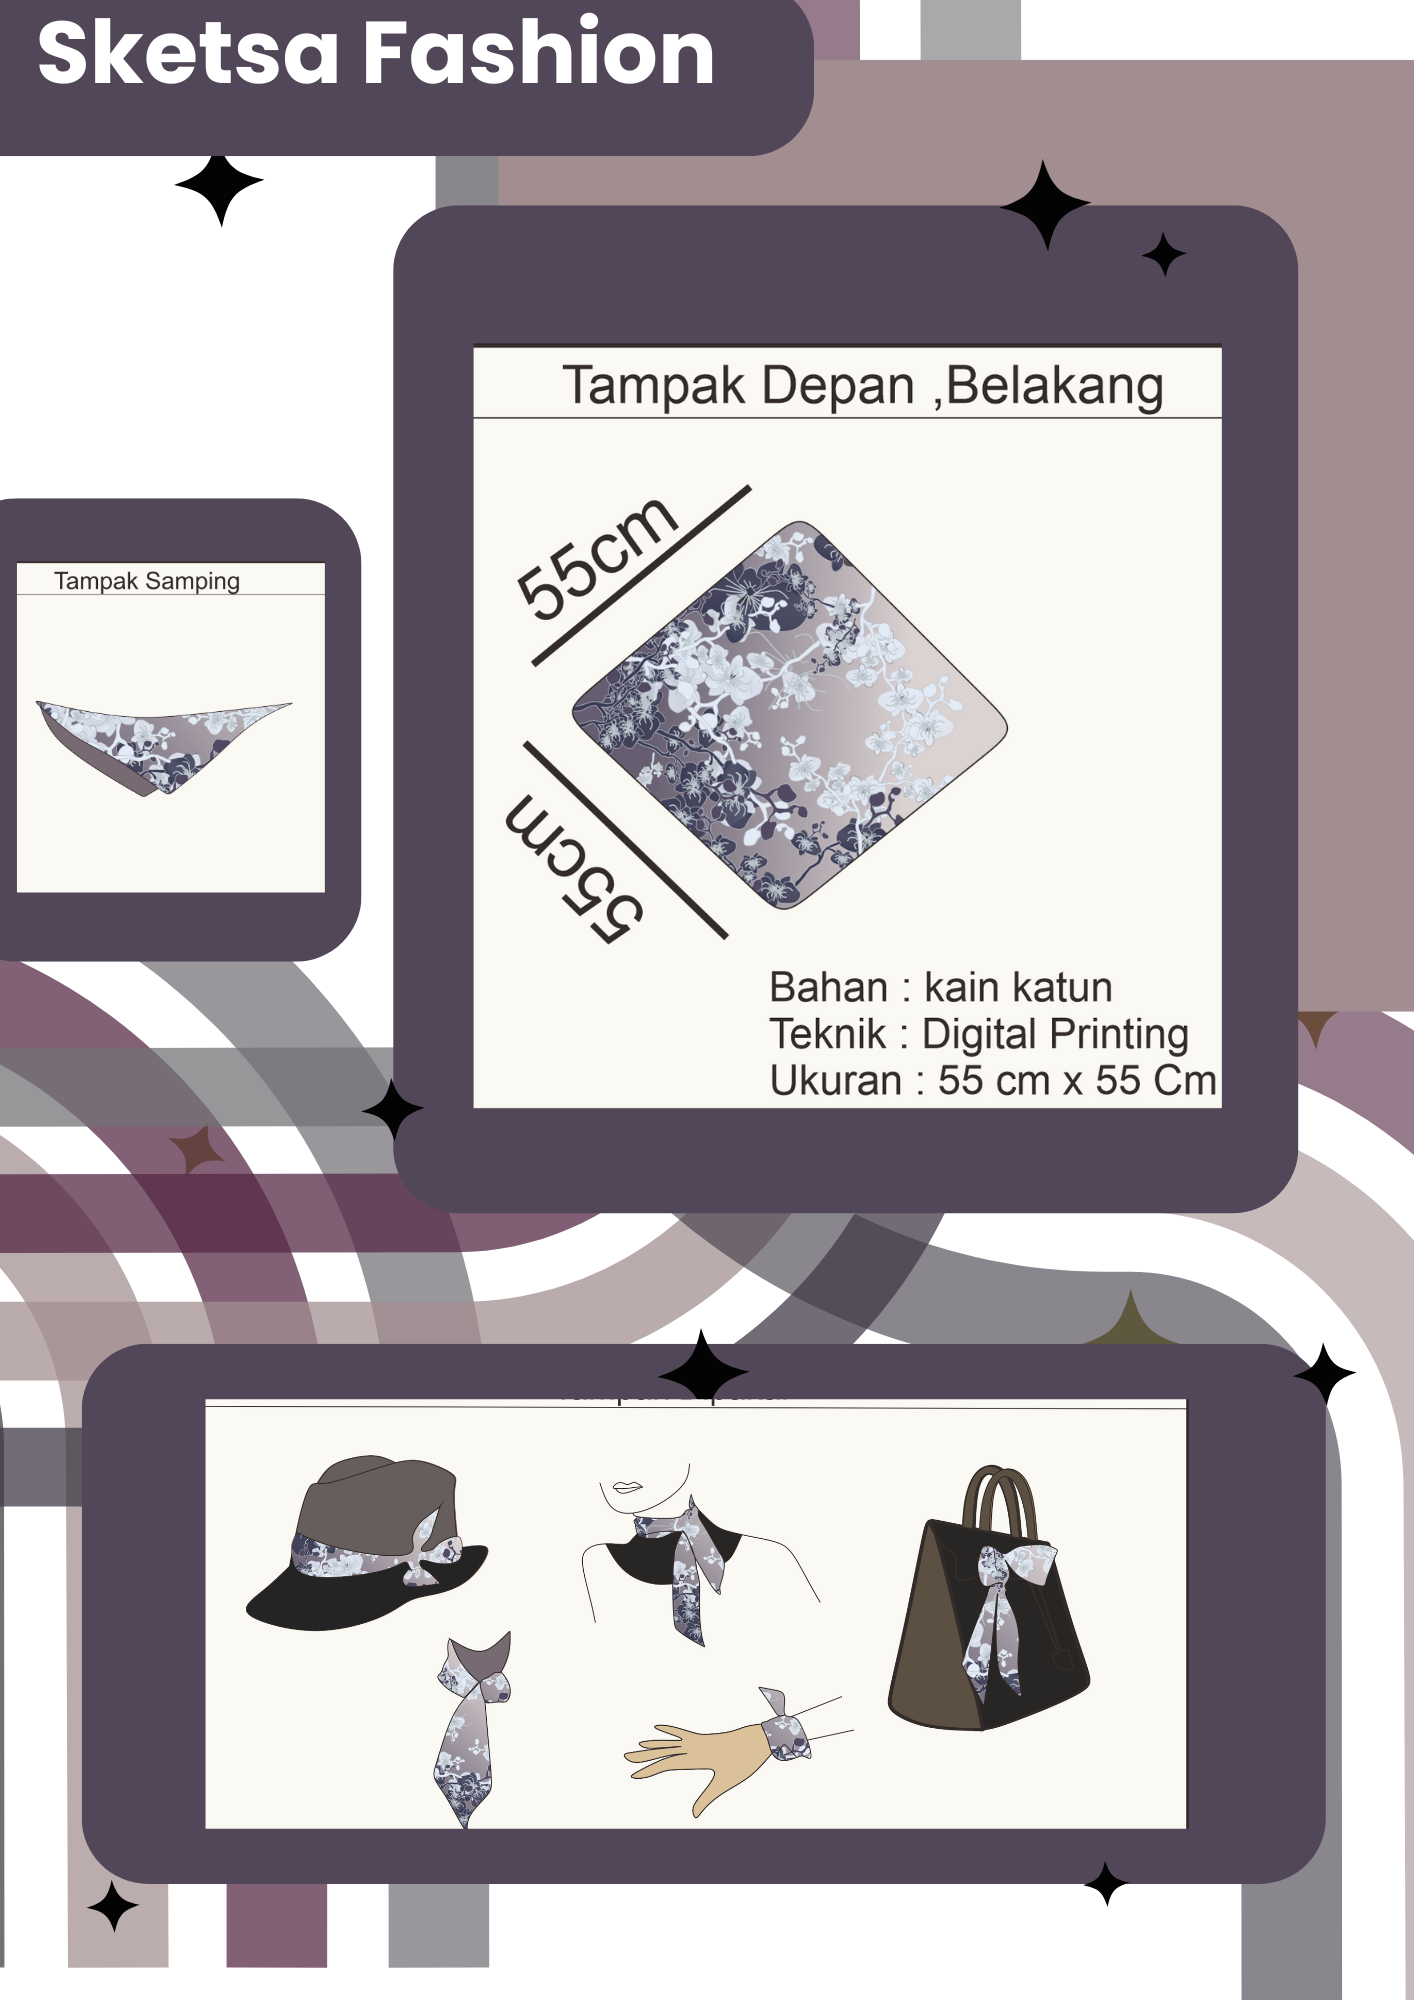 Sketsa Fashion
Tampak Depan ,Belakang
55cm
55cm
Bahan : kain katun
Teknik : Digital Printing
Ukuran : 55 cm x 55 Cm
Tampak Samping